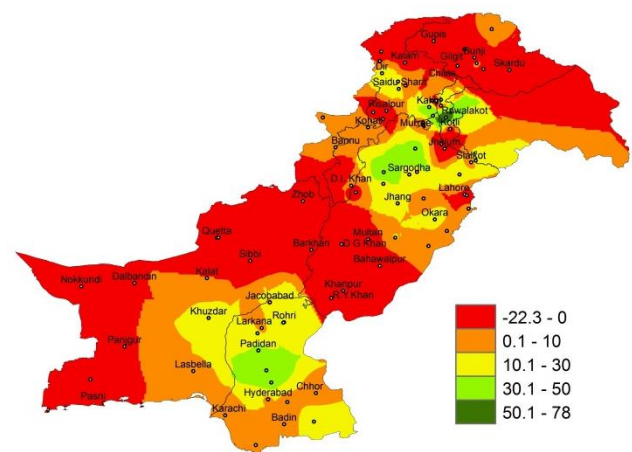 Gupis
Kalam
Gilgit
Bunji
Skardu
Dir
Chilas
Saidu Sharif
Kakul
Risalpur
Rawalakot
Kohat
Murree
Kotli
Bannu
Jhelum
Sialkot
Sargodha
D.I. Khan
Lahore
Zhob
Jhang
Okara
Quetta
Multan
Barkhan
D G Khan
Sibbi
Bahawalpur
Kalat
Dalbandin
Nokkundi
Khanpur
R.Y.Khan
Jacobabad
Khuzdar
Larkana
Rohri
Panjgur
Padidan
Lasbella
Pasni
Hyderabad
Chhor
Karachi
Badin
-22.3 - 0
0.1 - 10
10.1 - 30
30.1 - 50
50.1 - 78